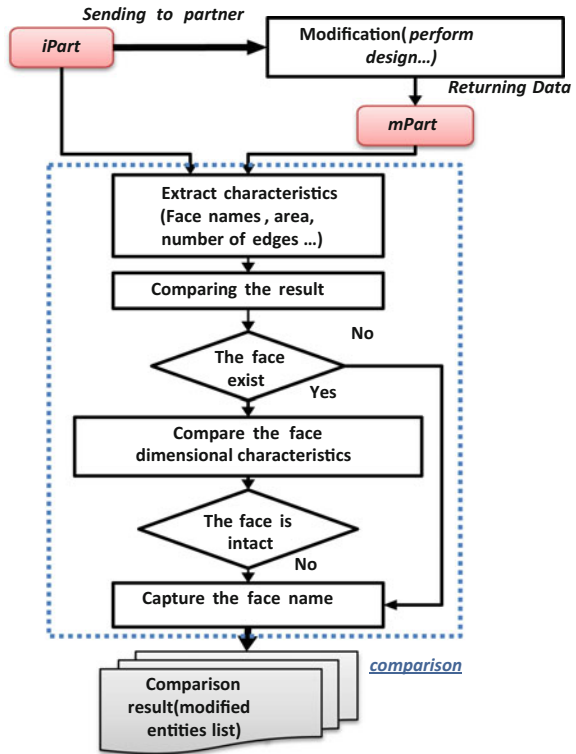 Sending to partner
iPart
Modification(perform
design...)
Returning Data
mPart
Extract characteristics
(Face names , area,
number of edges ...)
Comparing the result
No
The face
exist
Yes
Compare the face
dimensional characteristics
The face is
intact
No
Capture the face name
comparison
Comparison
result(modified
entities list)